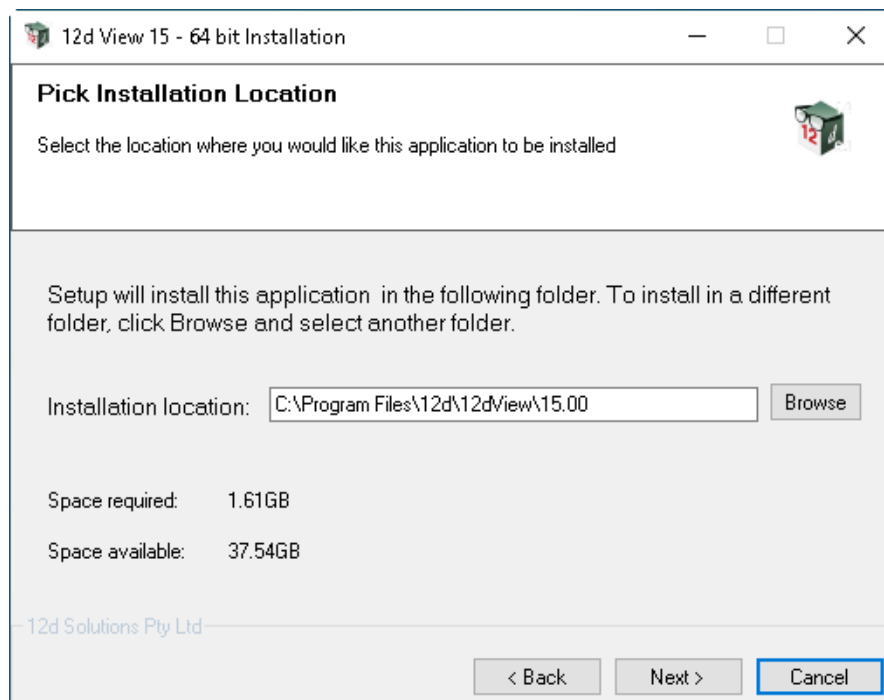 12d View 15 - 64 bit Installation
Pick Installation Location
Select the location where you would like this application to be installed
12 d
Setup will install this application in the following folder. To install in a different
folder, click Browse and select another folder.
Installation location: C:\Program Files\12d\12dView\15.00 Browse
Space required: 1.61GB
Space available: 37.54GB
12d Solutions Pty Ltd
< Back Next > Cancel